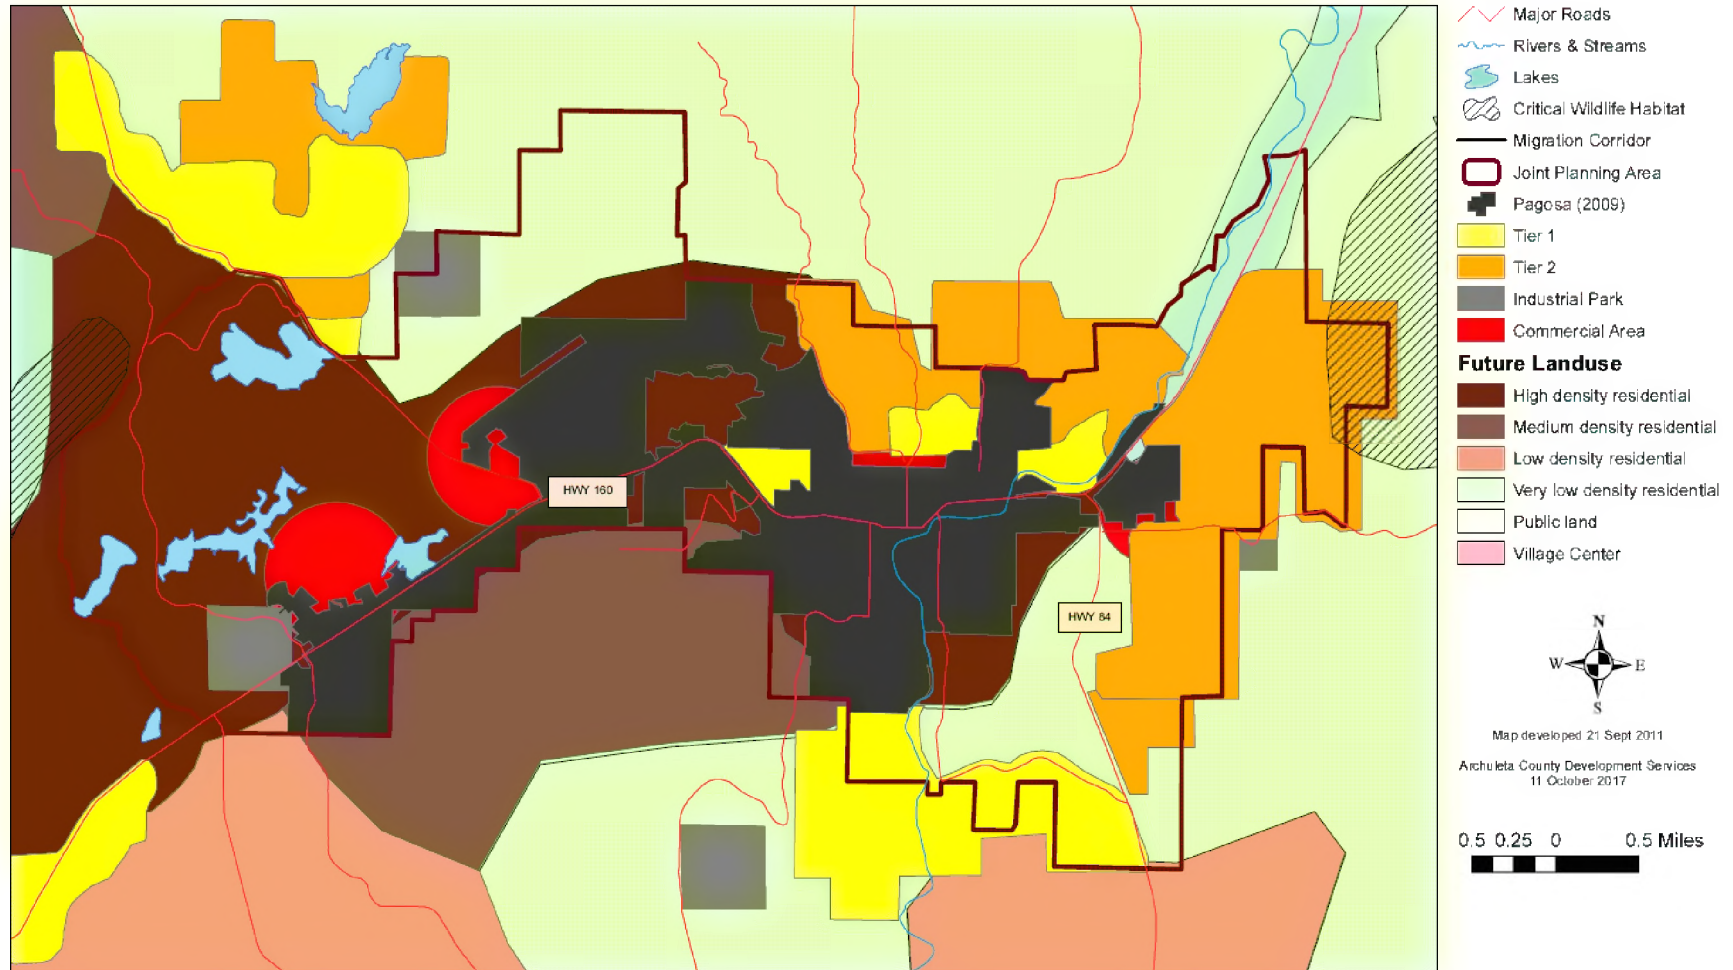 Major Roads
Rivers & Streams
Lakes
Critical Wildlife Habitat
Migration Corridor
Joint Planning Area
Pagosa (2009)
Tier 1
Tier 2
Industrial Park
Commercial Area
Future Landuse
High density residential
Medium density residential
Low density residential
Very low density residential
Public land
Village Center
HWY 160
HWY 84
N
W E
S
Map developed 21 Sept 2011
Archuleta County Development Services
11 October 2017
0.5 0.25 0 0.5 Miles